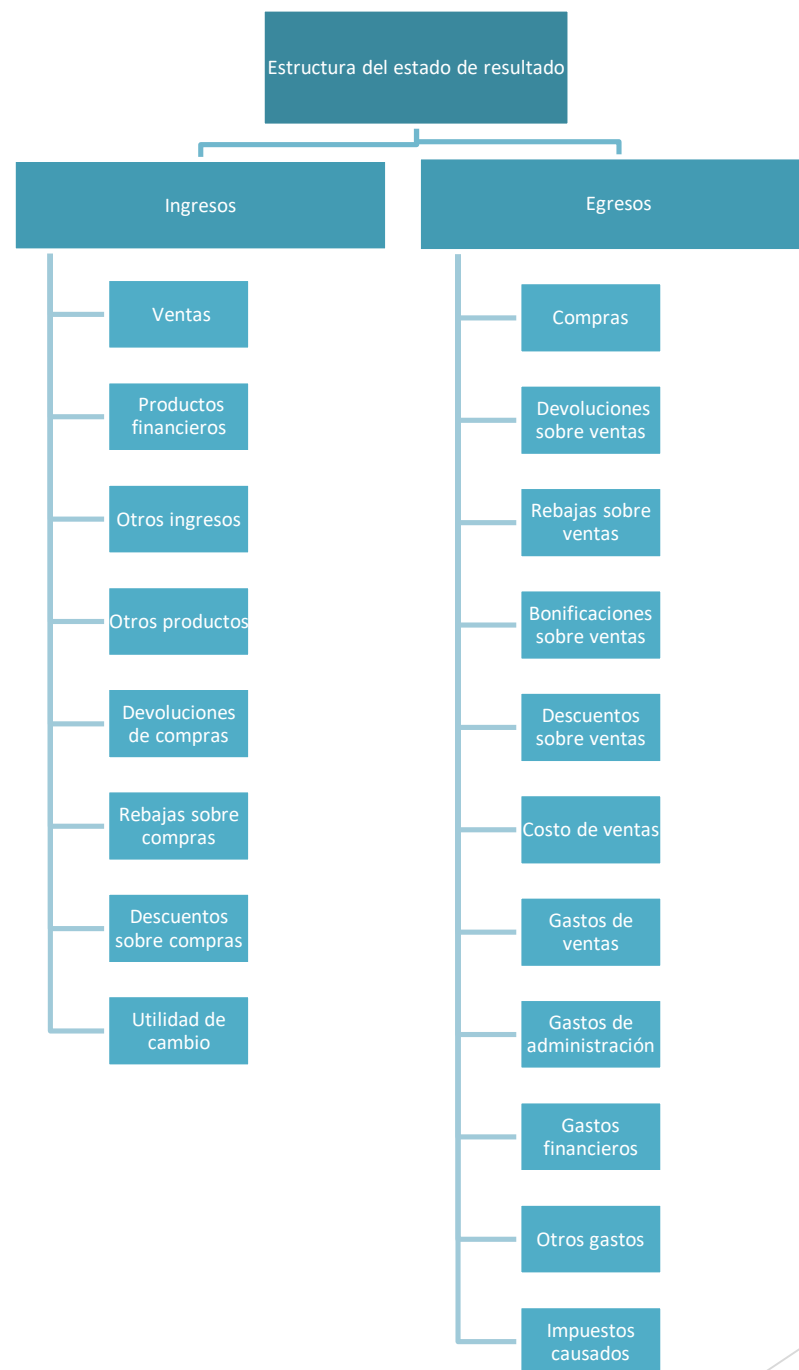 Estructura del estado de resultado
Ingresos
Ventas
Productos
financieros
Otros ingresos
Otros productos
Devoluciones
de compras
Rebajas sobre
compras
Descuentos
sobre compras
Utilidad de
cambio
Egresos
Compras
Devoluciones
sobre ventas
Rebajas sobre
ventas
Bonificaciones
sobre ventas
Descuentos
sobre ventas
Costo de ventas
Gastos de
ventas
Gastos de
administración
Gastos
financieros
Otros gastos
Impuestos
causados